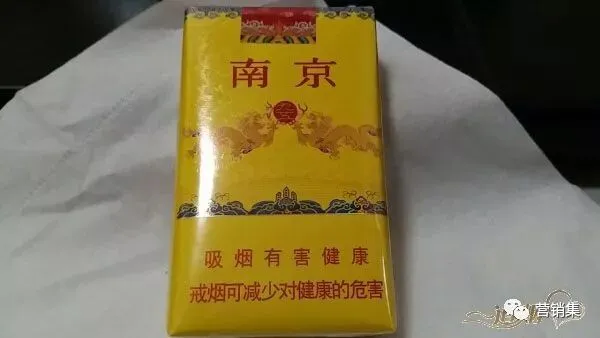 南京
吸烟有害健康
戒烟可减少对健康的危害
营销集